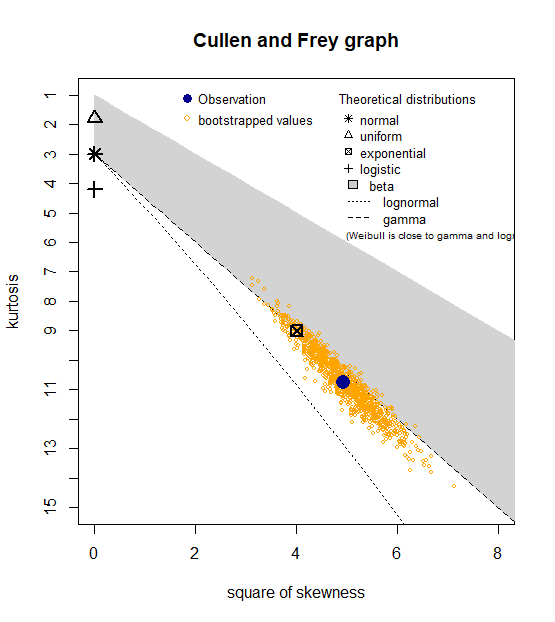 Cullen and Frey graph
Observation
bootstrapped values
Theoretical distributions
normal
uniform
exponential
logistic
beta
lognormal
gamma
(Weibull is close to gamma and logn
kurtosis
1
2
3
4
5
6
7
8
9
11
13
15
0
2
4
6
8
square of skewness